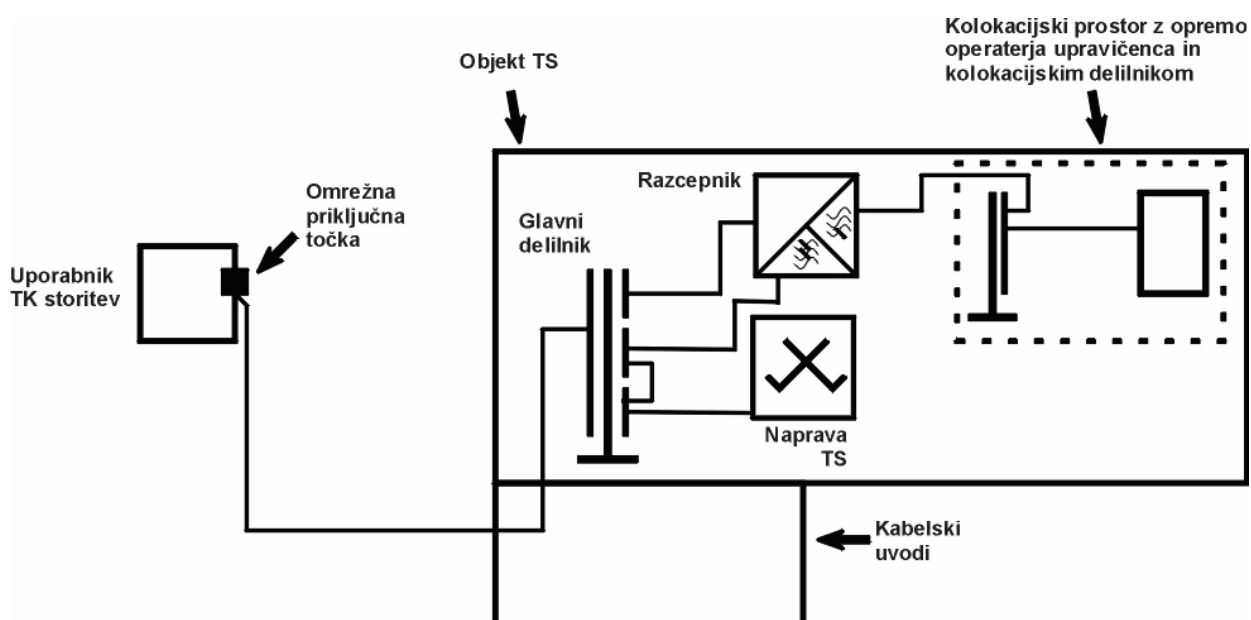 Kolokacijski prostor z opremo
operaterja upravičenca in
kolokacijskim delilnikom
Objekt TS
Razcepnik
Omrežna
priključna
točka
Glavni
delilnik
Uporabnik
TK storitev
Naprava
TS
Kabelski
uvodi